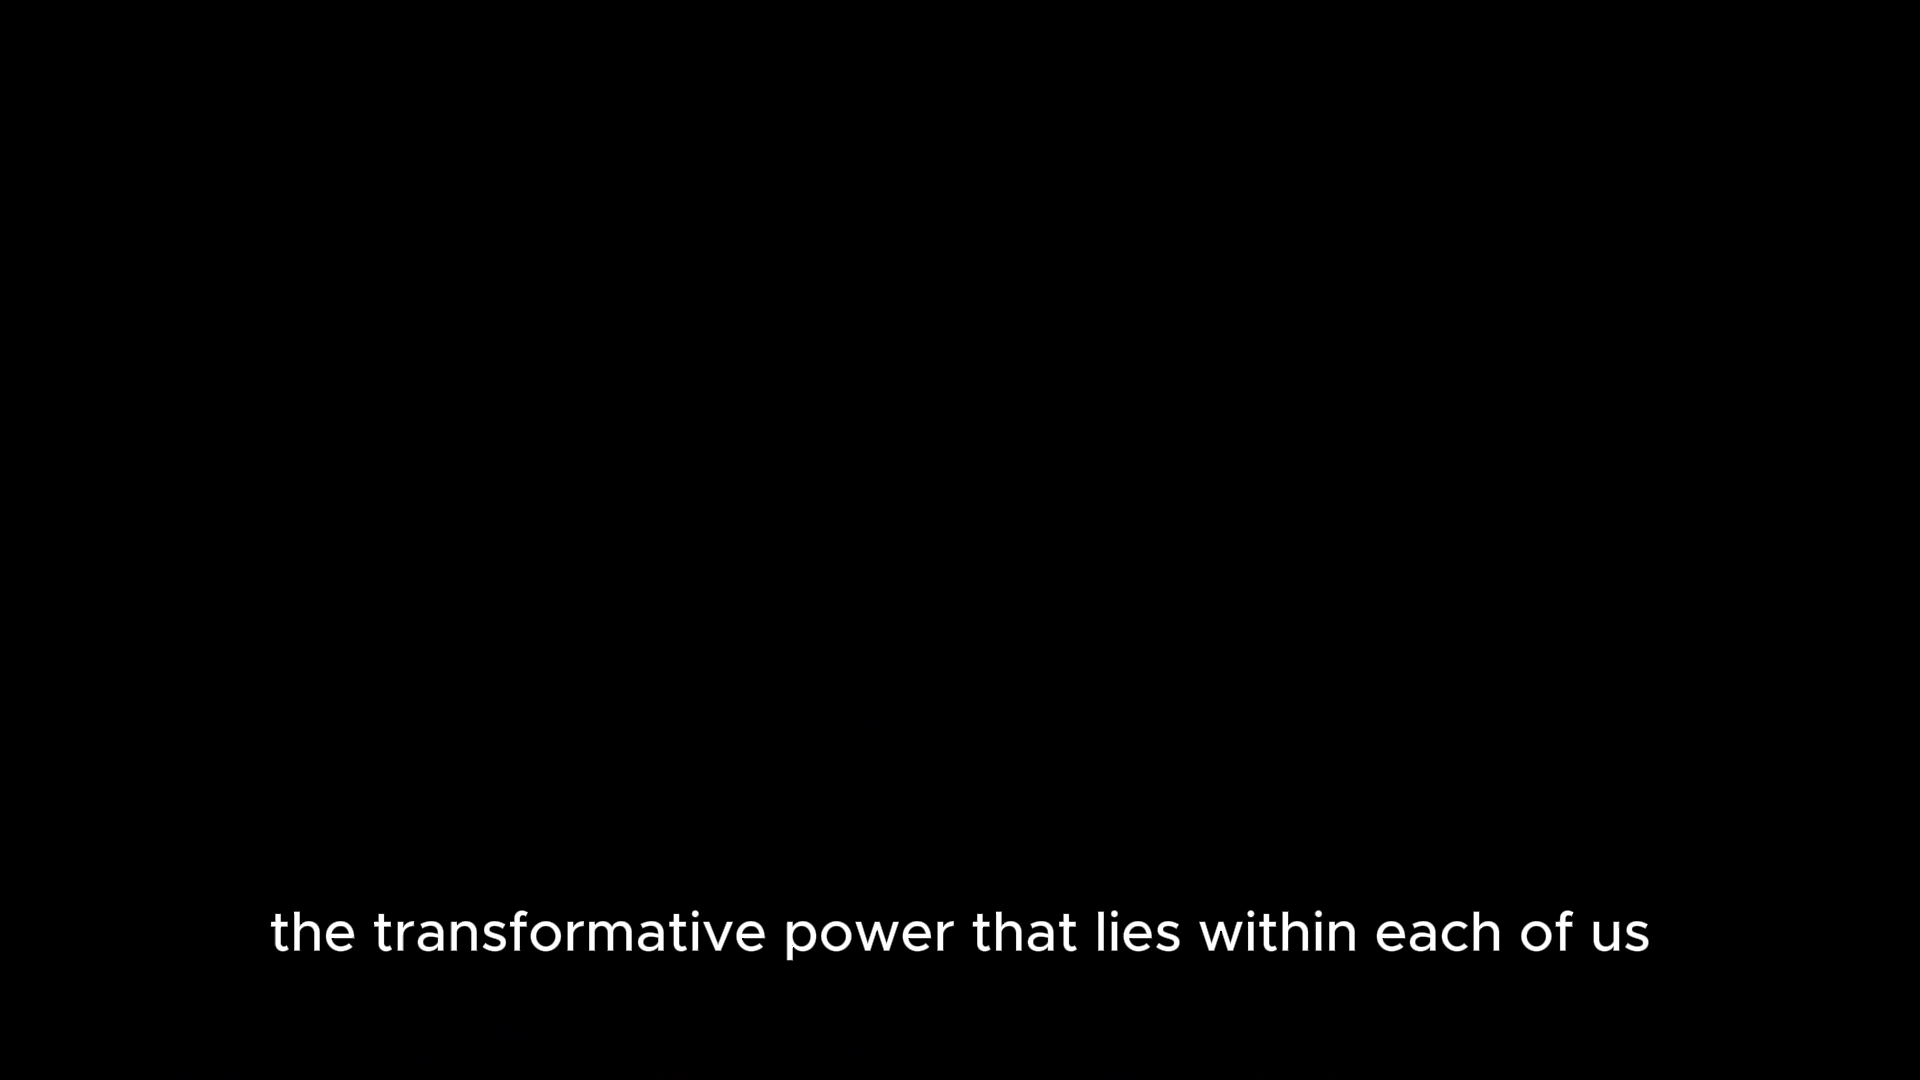 the transformative power that lies within each of us